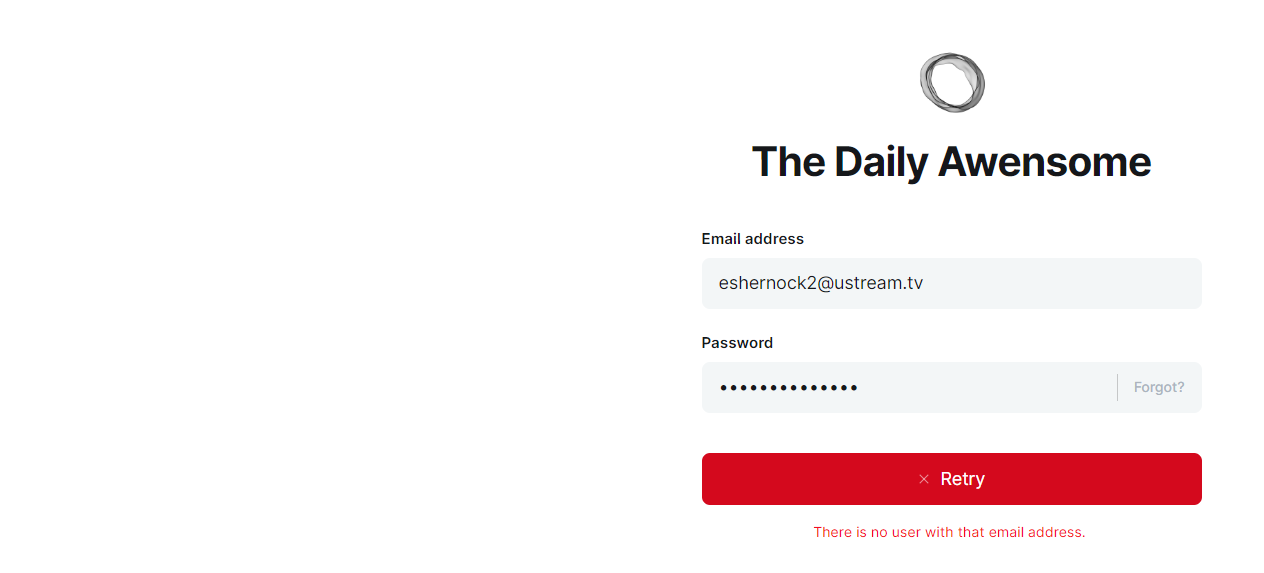 The Daily Awensome
Email address
eshernock2@ustream.tv
Password
••••••••••••••
Forgot?
Retry
There is no user with that email address.